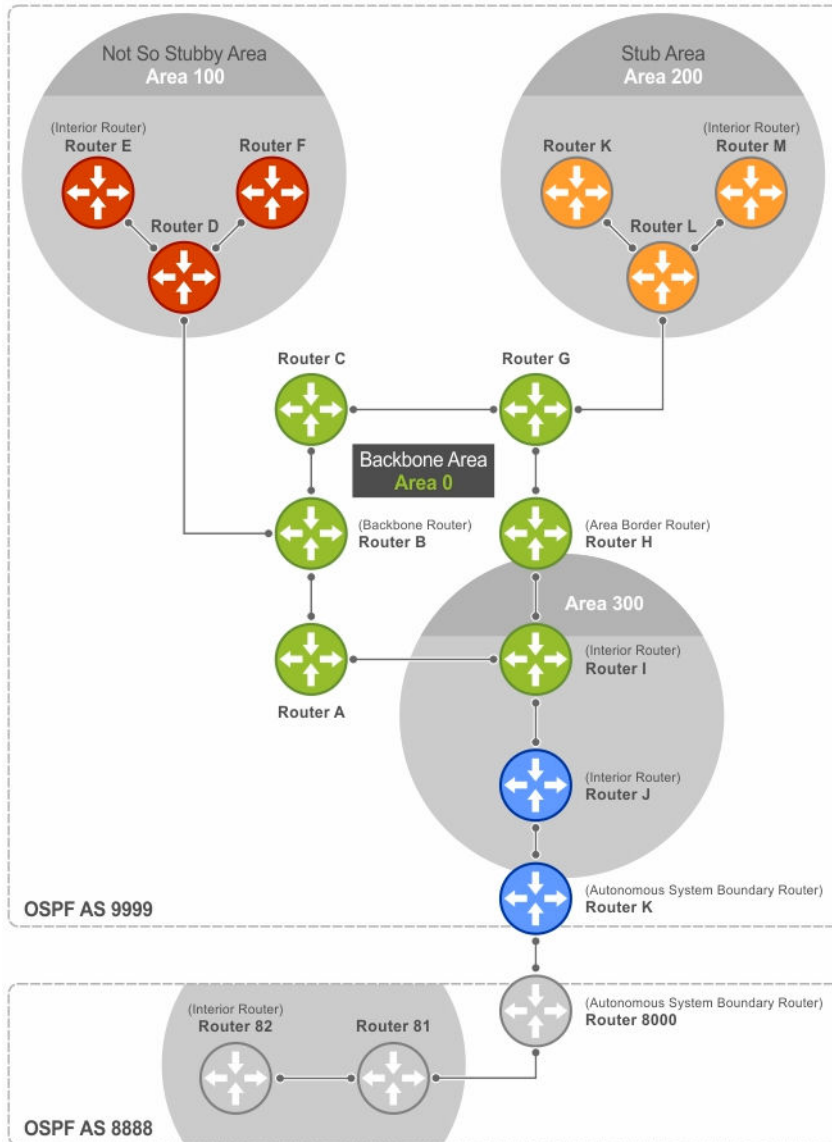 Not So Stubby Area
Area 100
Stub Area
Area 200
(Interior Router)
Router E
Router F
Router D
Router K
(Interior Router)
Router M
Router L
Router C
Router G
Backbone Area
Area 0
(Backbone Router)
Router B
(Area Border Router)
Router H
Area 300
(Interior Router)
Router I
Router A
(Interior Router)
Router J
(Autonomous System Boundary Router)
Router K
OSPF AS 9999
(Autonomous System Boundary Router)
Router 8000
(Interior Router)
Router 82
Router 81
OSPF AS 8888